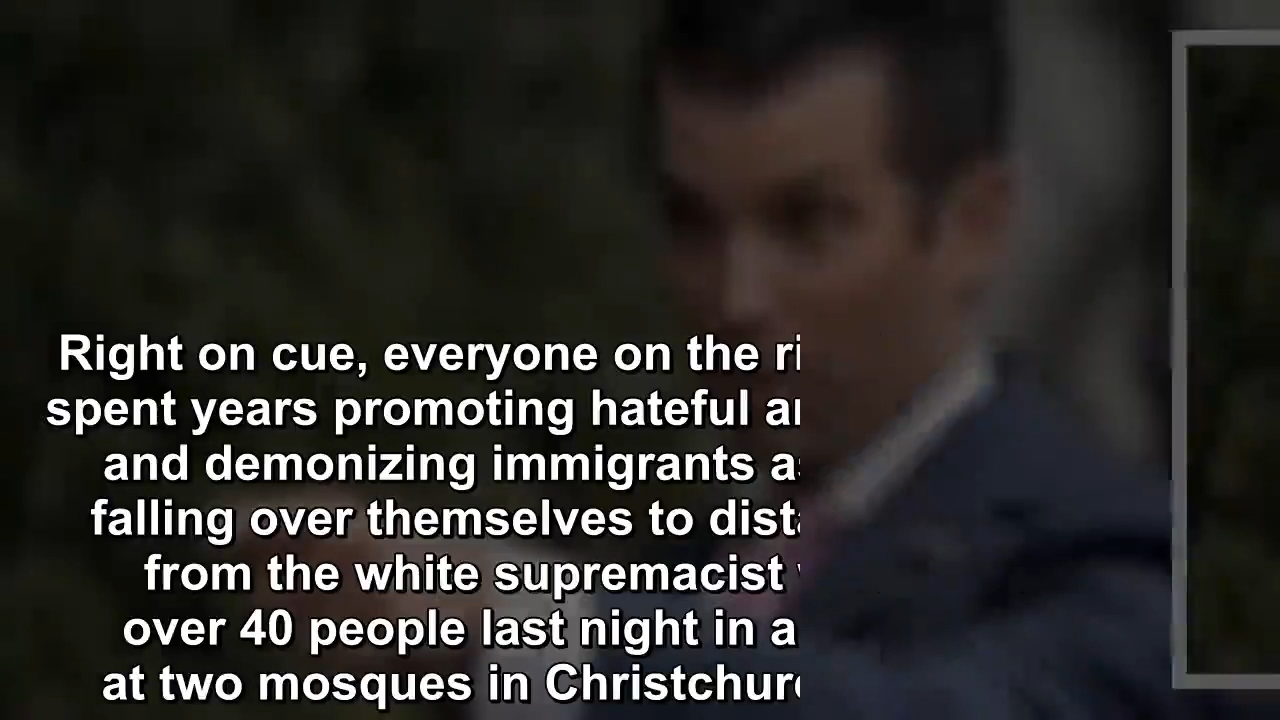 Right on cue, everyone on the
spent years promoting hateful
and demonizing immigrants
falling over themselves to
from the white supremacist
over 40 people last night in a
at two mosques in